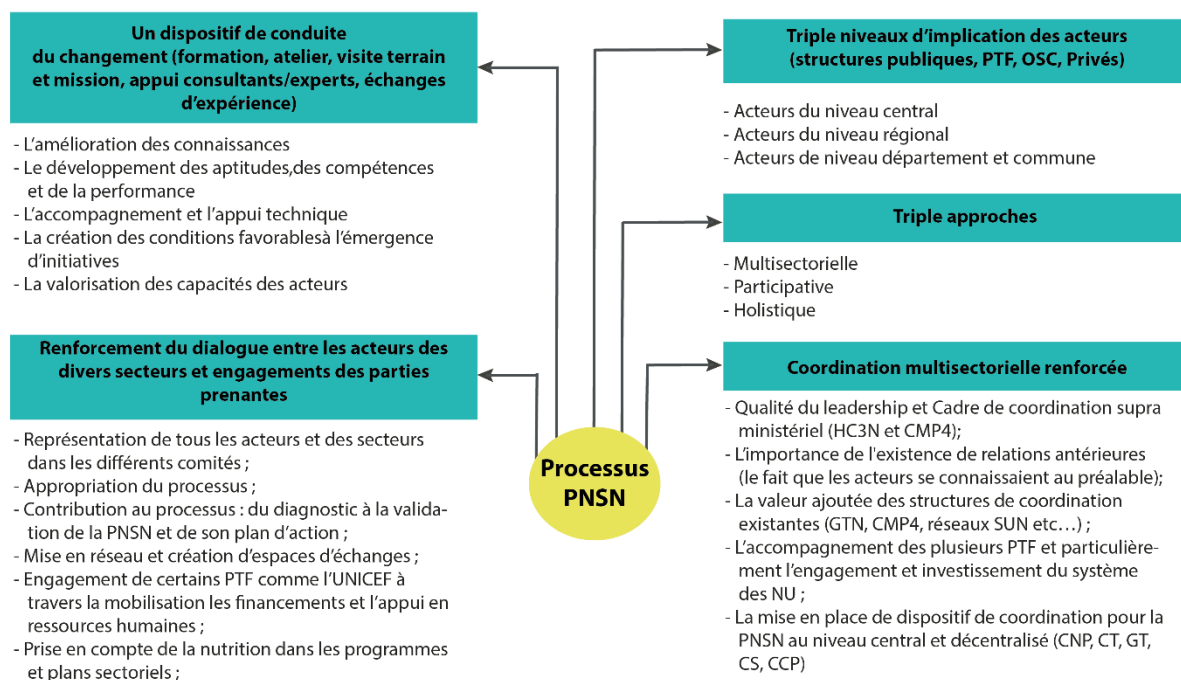 Un dispositif de conduite
du changement (formation, atelier, visite terrain
et mission, appui consultants/experts, échanges
d’expérience)
- L’amélioration des connaissances
- Le développement des aptitudes,des compétences
et de la performance
- L’accompagnement et l’appui technique
- La création des conditions favorablesà l’émergence
d’initiatives
- La valorisation des capacités des acteurs
Renforcement du dialogue entre les acteurs des
divers secteurs et engagements des parties
prenantes
- Représentation de tous les acteurs et des secteurs
dans les différents comités ;
- Appropriation du processus ;
- Contribution au processus : du diagnostic à la valida-
tion de la PNSN et de son plan d’action ;
- Mise en réseau et création d’espaces d’échanges ;
- Engagement de certains PTF comme l’UNICEF à
travers la mobilisation les financements et l’appui en
ressources humaines ;
- Prise en compte de la nutrition dans les programmes
et plans sectoriels ;
Processus
PNSN
Triple niveaux d’implication des acteurs
(structures publiques, PTF, OSC, Privés)
- Acteurs du niveau central
- Acteurs du niveau régional
- Acteurs de niveau département et commune
Triple approches
- Multisectorielle
- Participative
- Holistique
Coordination multisectorielle renforcée
- Qualité du leadership et Cadre de coordination supra
ministériel (HC3N et CMP4);
- L’importance de l'existence de relations antérieures
(le fait que les acteurs se connaissaient au préalable);
- La valeur ajoutée des structures de coordination
existantes (GTN, CMP4, réseaux SUN etc…) ;
- L’accompagnement des plusieurs PTF et particulière-
ment l’engagement et investissement du système
des NU ;
- La mise en place de dispositif de coordination pour la
PNSN au niveau central et décentralisé (CNP, CT, GT,
CS, CCP)